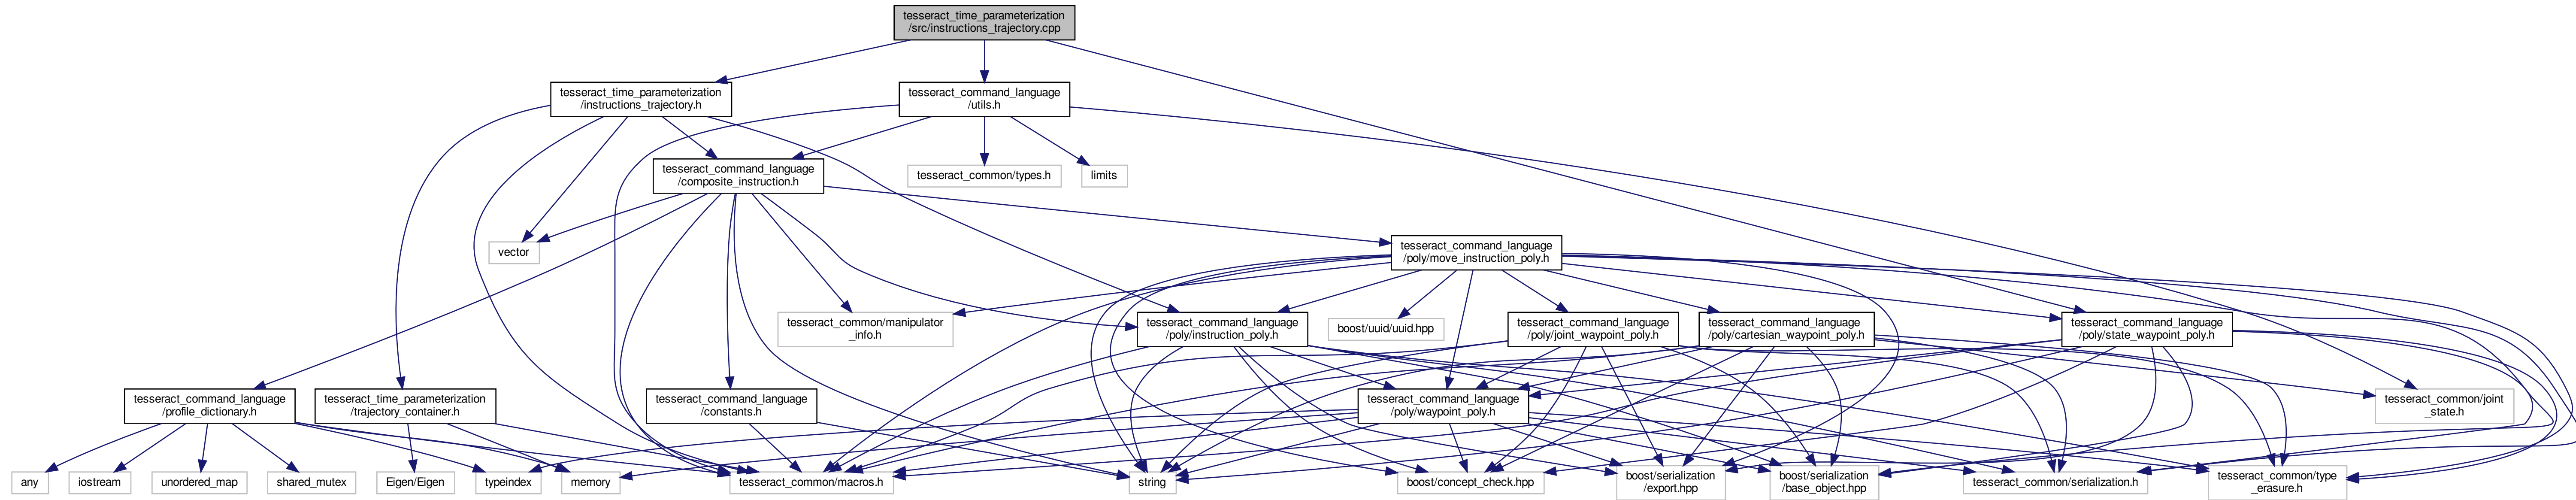 tesseract_time_parameterization
/src/instructions_trajectory.cpp
tesseract_time_parameterization
/instructions_trajectory.h
tesseract_command_language
/utils.h
tesseract_command_language
/composite_instruction.h
tesseract_common/types.h
limits
vector
tesseract_command_language
/poly/move_instruction_poly.h
tesseract_common/manipulator
_info.h
tesseract_command_language
/poly/instruction_poly.h
boost/uuid/uuid.hpp
tesseract_command_language
/poly/joint_waypoint_poly.h
tesseract_command_language
/poly/cartesian_waypoint_poly.h
tesseract_command_language
/poly/state_waypoint_poly.h
tesseract_command_language
/profile_dictionary.h
tesseract_time_parameterization
/trajectory_container.h
tesseract_command_language
/constants.h
tesseract_command_language
/poly/waypoint_poly.h
tesseract_common/joint
_state.h
any
iostream
unordered_map
shared_mutex
Eigen/Eigen
typeindex
memory
tesseract_common/macros.h
string
boost/concept_check.hpp
boost/serialization
/export.hpp
boost/serialization
/base_object.hpp
tesseract_common/serialization.h
tesseract_common/type
_erasure.h